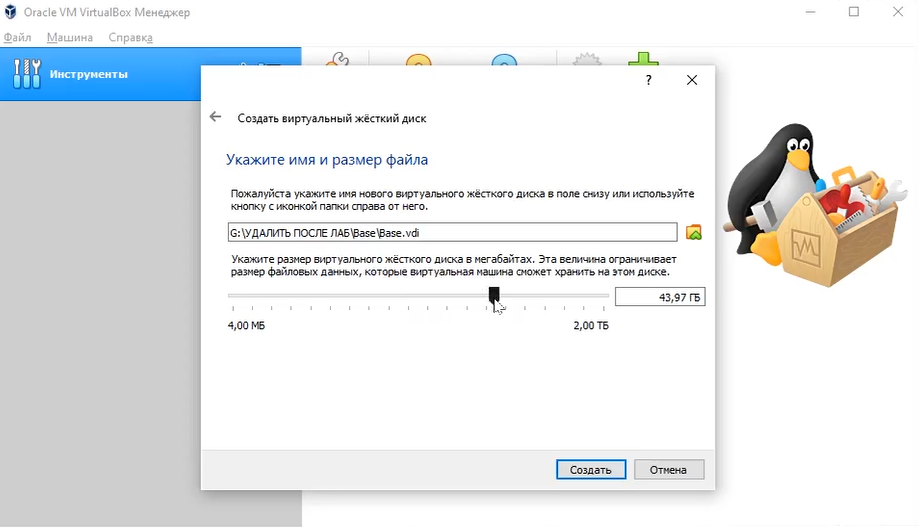 Oracle VM VirtualBox Менеджер
Файл Машина Справка
Инструменты
?
Создать виртуальный жёсткий диск
Укажите имя и размер файла
Пожалуйста укажите имя нового виртуального жёсткого диска в поле снизу или используйте
кнопку с иконкой папки справа от него.
G:\УДАЛИТЬ ПОСЛЕ ЛАБ\Base\Base.vdi
Укажите размер виртуального жёсткого диска в мегабайтах. Эта величина ограничивает
размер файловых данных, которые виртуальная машина сможет хранить на этом диске.
43,97 ГБ
4,00 МБ 2,00 ТБ
Создать Отмена